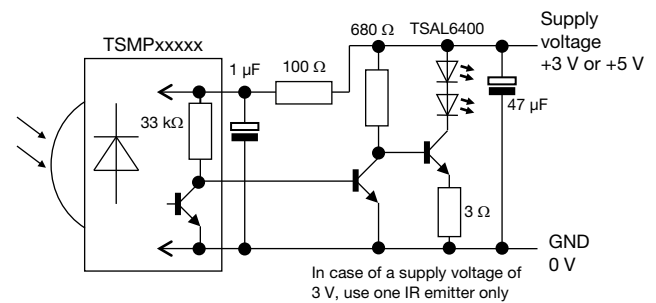 TSMPxxxxx
680 Ω
TSAL6400
Supply
voltage
+3 V or +5 V
1 µF
100 Ω
33 kΩ
47 µF
3 Ω
GND
0 V
In case of a supply voltage of
3 V, use one IR emitter only